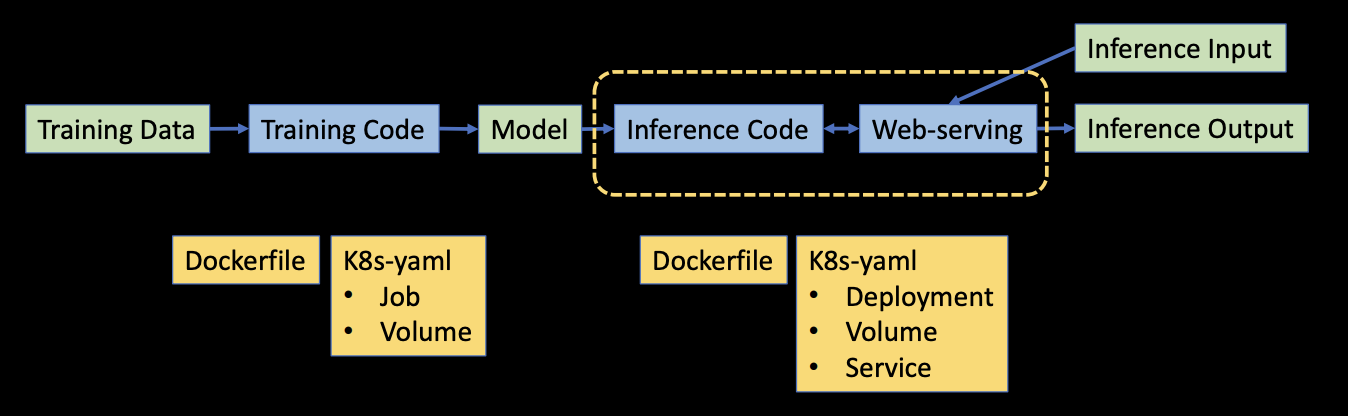 Inference Input
Training Data
Training Code
Model
Inference Code
Web-serving
Inference Output
Dockerfile
K8s-yaml
• Job
• Volume
Dockerfile
K8s-yaml
• Deployment
• Volume
• Service